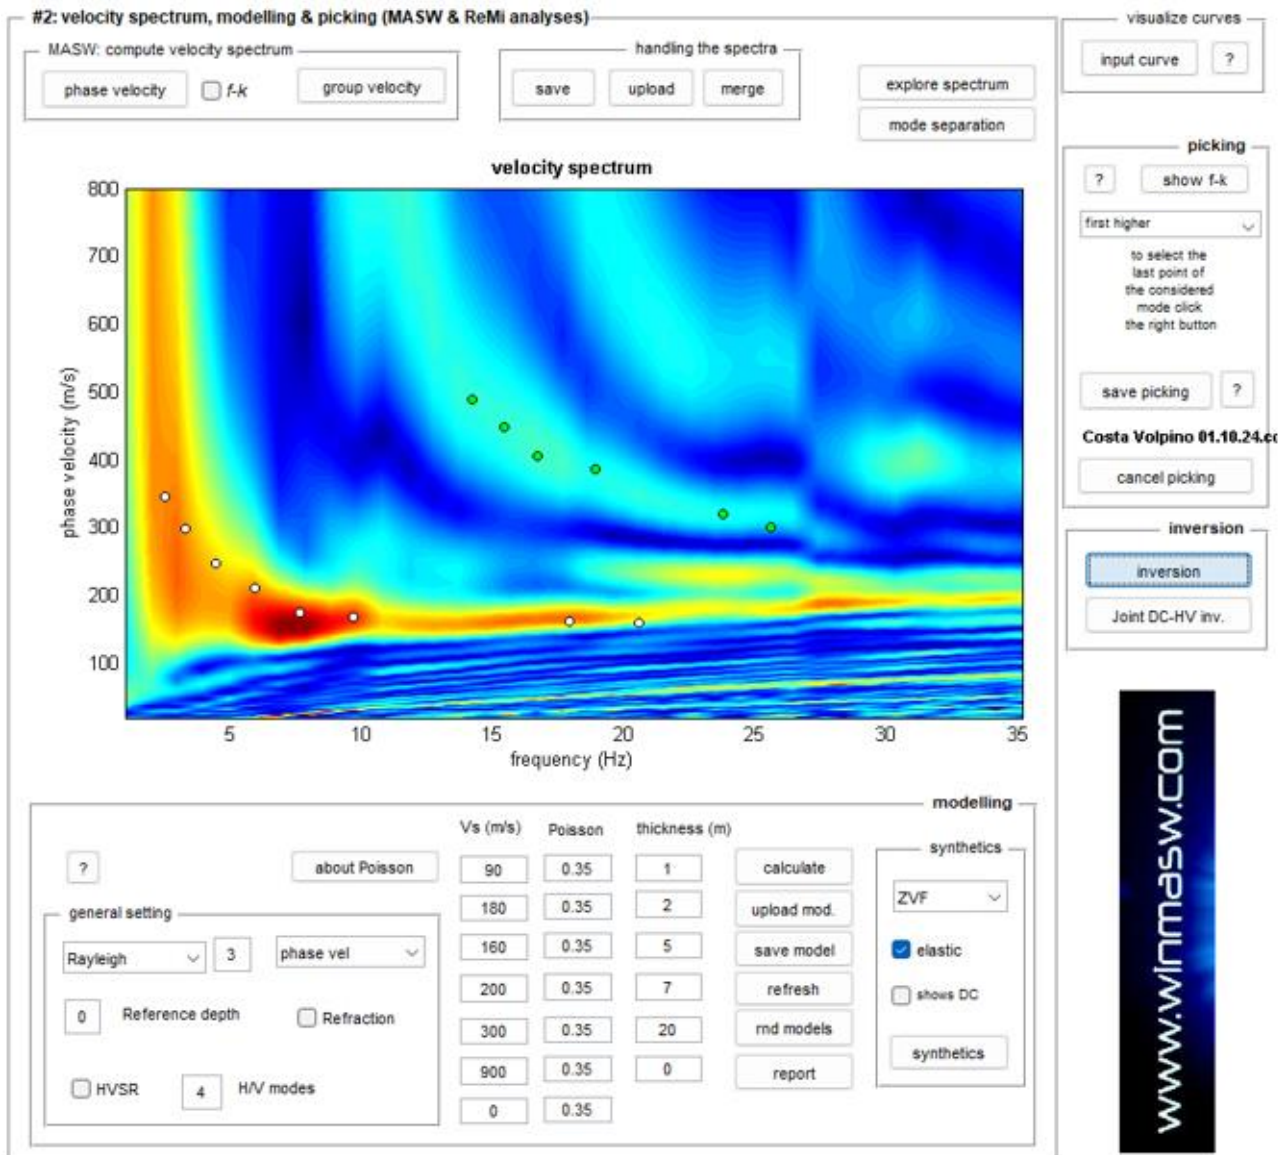 #2: velocity spectrum, modelling & picking (MASW & ReMi analyses)
MASW: compute velocity spectrum
phase velocity
f-k
group velocity
handling the spectra
save
upload
merge
explore spectrum
mode separation
visualize curves
input curve
?
velocity spectrum
phase velocity (m/s)
800
700
600
500
400
300
200
100
5
10
15
20
25
30
35
frequency (Hz)
picking
?
show f-k
first higher
to select the
last point of
the considered
mode click
the right button
save picking
?
Costa Volpino 01.10.24.co
cancel picking
inversion
inversion
Joint DC-HV inv.
modelling
?
about Poisson
general setting
Rayleigh
3
phase vel
0
Reference depth
Refraction
HVSR
4
H/V modes
Vs (m/s) Poisson thickness (m)
90 0.35 1
180 0.35 2
160 0.35 5
200 0.35 7
300 0.35 20
900 0.35 0
0 0.35
calculate
upload mod.
save model
refresh
rnd models
report
synthetics
ZVF
elastic
shows DC
synthetics
www.winmasw.com